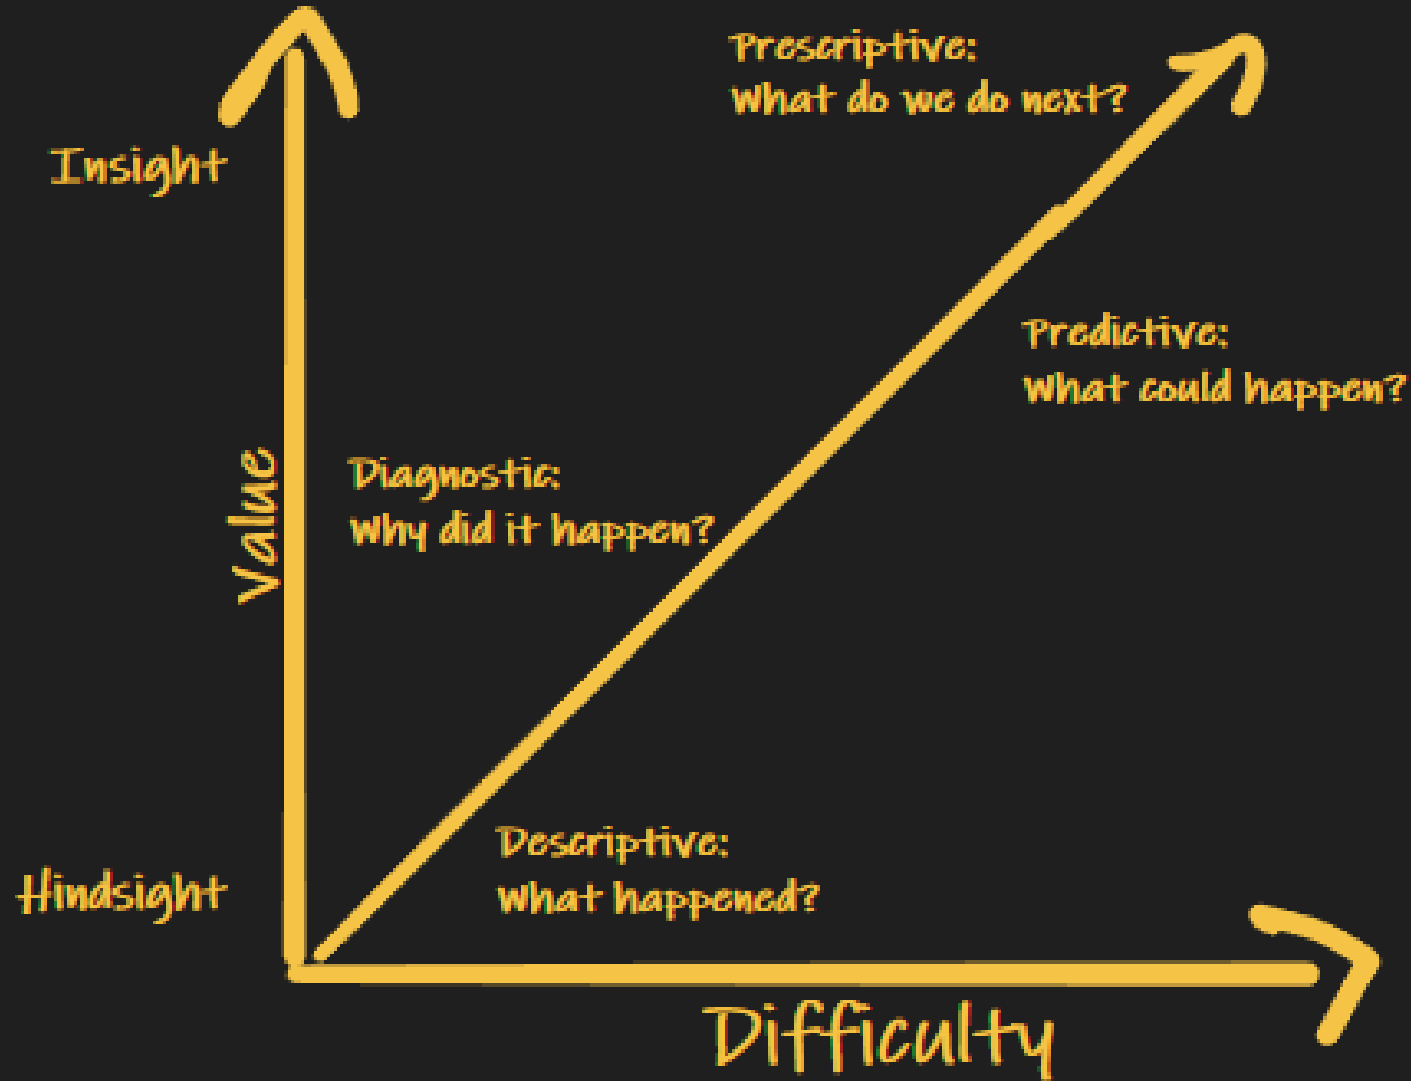 Prescriptive:
What do we do next?
Insight
Predictive:
What could happen?
Value
Diagnostic:
Why did it happen?
Descriptive:
What happened?
Hindsight
Difficulty